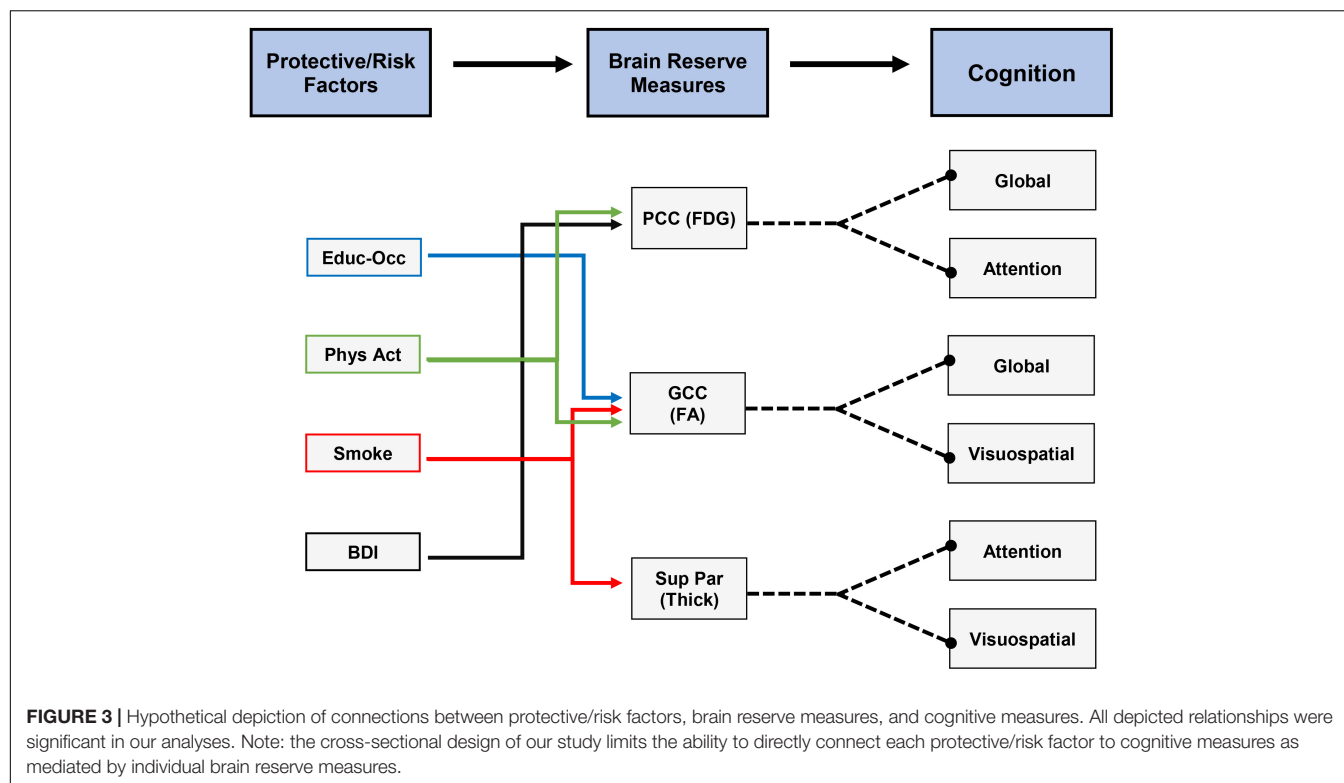 Protective/Risk
Factors
Brain Reserve
Measures
Cognition
Educ-Occ
Phys Act
Smoke
BDI
PCC (FDG)
GCC
(FA)
Sup Par
(Thick)
Global
Attention
Global
Visuospatial
Attention
Visuospatial
FIGURE 3 | Hypothetical depiction of connections between protective/risk factors, brain reserve measures, and cognitive measures. All depicted relationships were
significant in our analyses. Note: the cross-sectional design of our study limits the ability to directly connect each protective/risk factor to cognitive measures as
mediated by individual brain reserve measures.